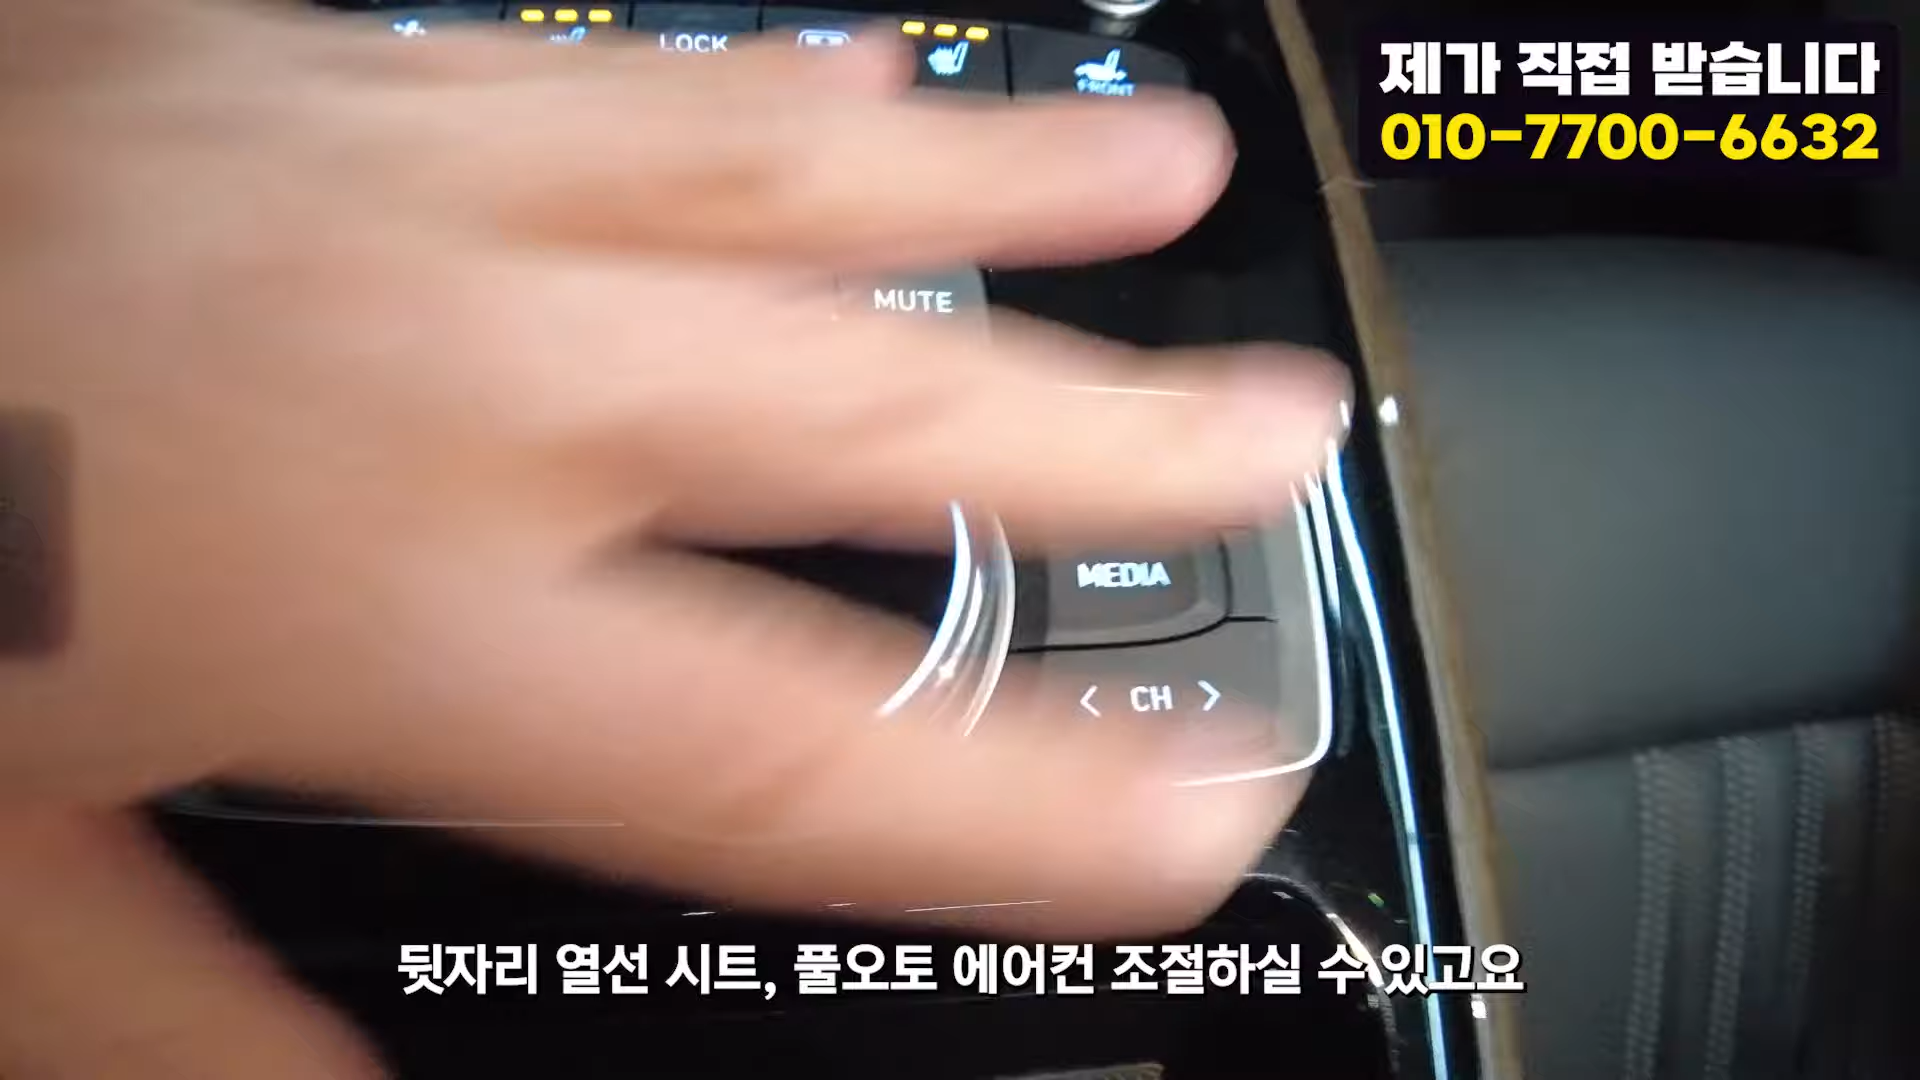 제가 직접 받습니다
010-7700-6632
LOCK
FRONT
MUTE
MEDIA
< CH >
뒷자리 열선 시트, 풀오토 에어컨 조절하실 수 있고요